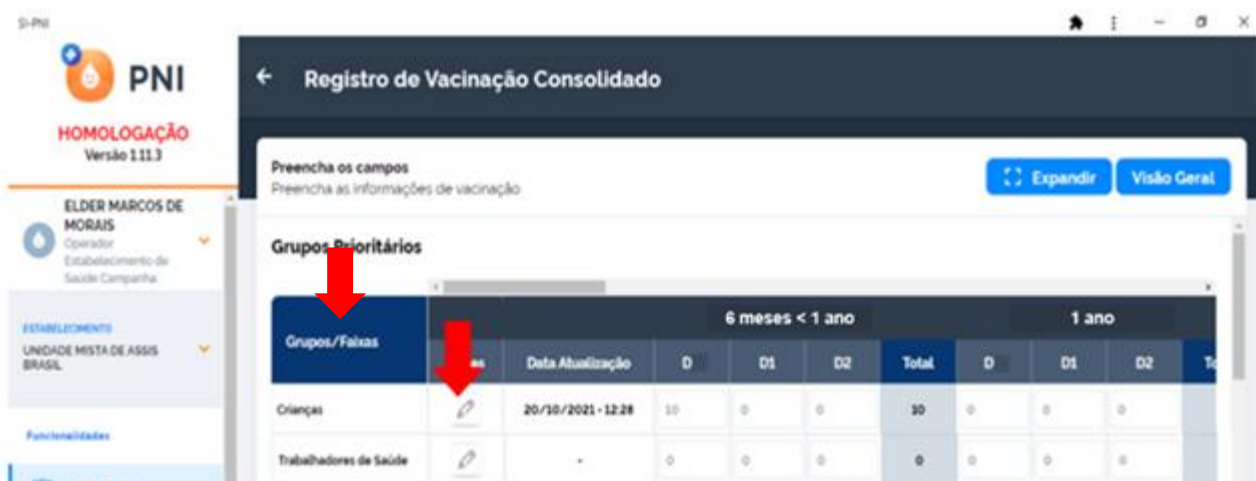 SI-PNI
PNI
HOMOLOGAÇÃO
Versão 1.11.3
ELDER MARCOS DE
MORAIS
Operador
Estabelecimento de
Saúde Campanha
ESTABELECIMENTO
UNIDADE MISTA DE ASSIS
BRASIL
Funcionalidades
Registro de Vacinação Consolidado
Preencha os campos
Preencha as informações de vacinação
Expandir
Visão Geral
Grupos Prioritários
6 meses < 1 ano 1 ano
Grupos/Faixas Data Atualização D D1 D2 Total D D1 D2
Crianças 20/10/2021 - 12:28 10 0 0 10 0 0 0
Trabalhadores de Saúde - 0 0 0 0 0 0 0